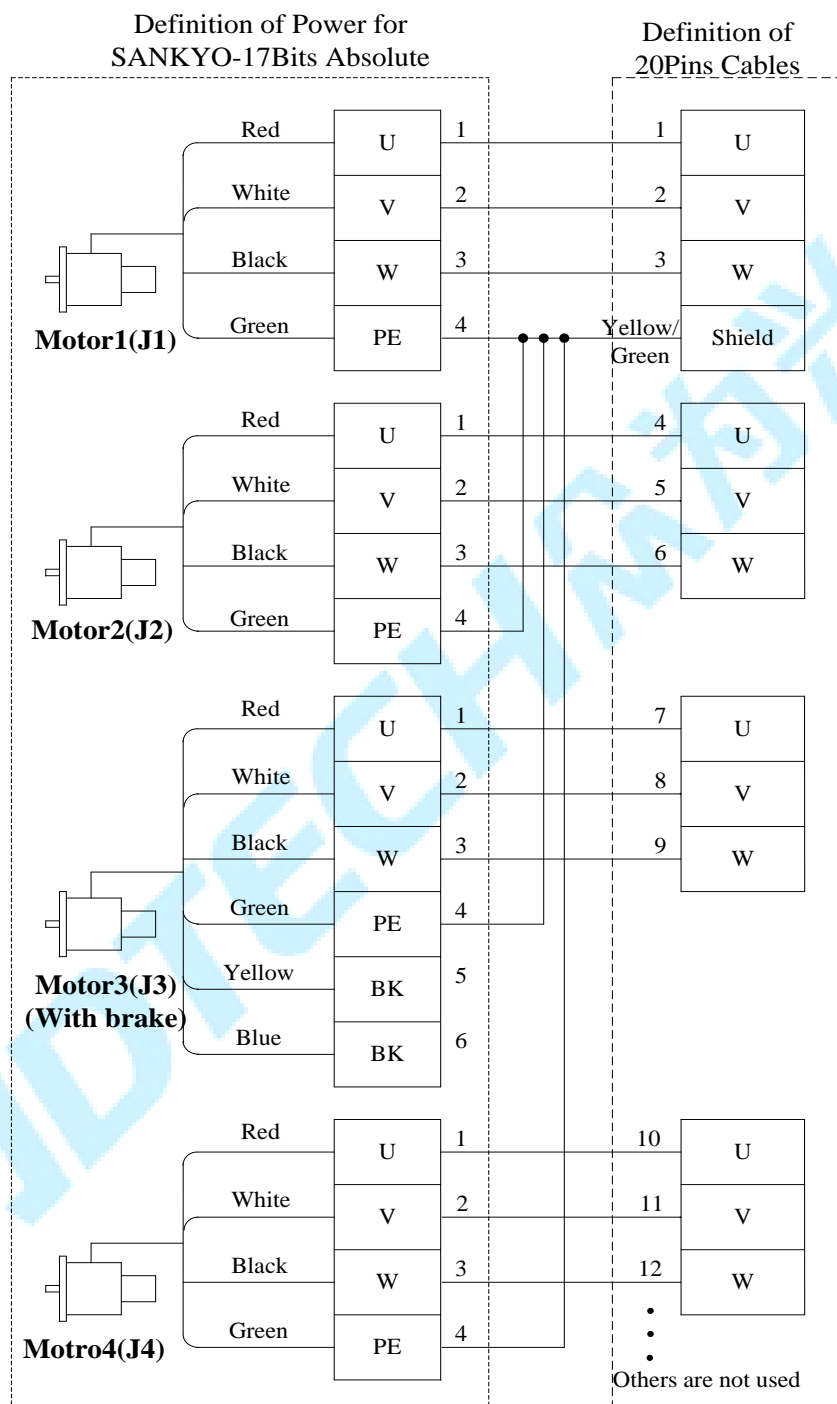 Definition of Power for
SANKYO-17Bits Absolute
Definition of
20Pins Cables
Red U 1 1 U
White V 2 2 V
Black W 3 3 W
Green PE 4 Yellow/
Green Shield
Motor1(J1)
Red U 1 4 U
White V 2 5 V
Black W 3 6 W
Green PE 4
Motor2(J2)
Red U 1 7 U
White V 2 8 V
Black W 3 9 W
Green PE 4
Yellow BK 5
Blue BK 6
Motor3(J3)
(With brake)
Red U 1 10 U
White V 2 11 V
Black W 3 12 W
Green PE 4
Motro4(J4)
Others are not used